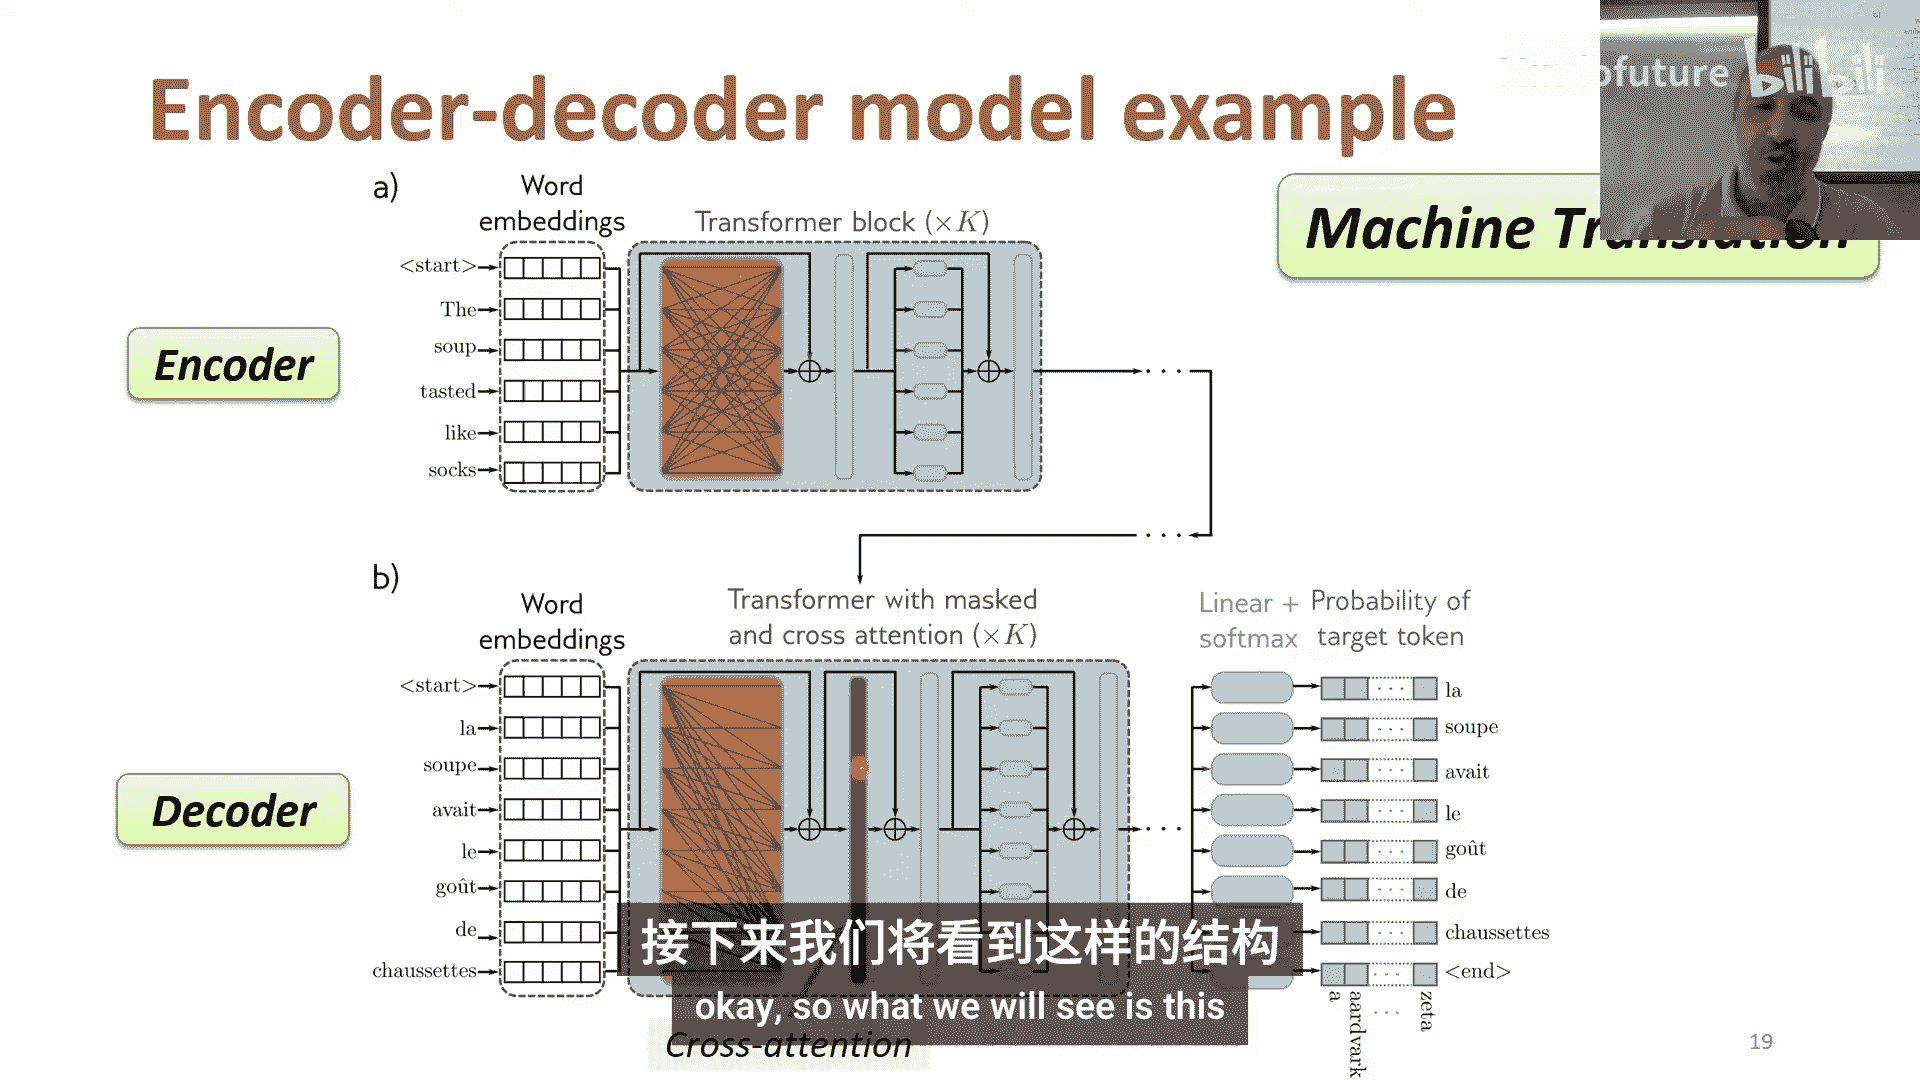 Encoder-decoder model example
ofuture
bilibili
Machine Translation
a)
Word
embeddings
Transformer block (×K)
<start>
The
soup
tasted
like
socks
Encoder
b)
Word
embeddings
Transformer with masked
and cross attention (×K)
Linear +
softmax
Probability of
target token
<start>
la
soupe
avait
le
goût
de
chaussettes
Decoder
la
soupe
avait
le
goût
de
chaussettes
<end>
a
aardvark
...
zeta
接下来我们将看到这样的结构
okay, so what we will see is this
Cross-attention
19